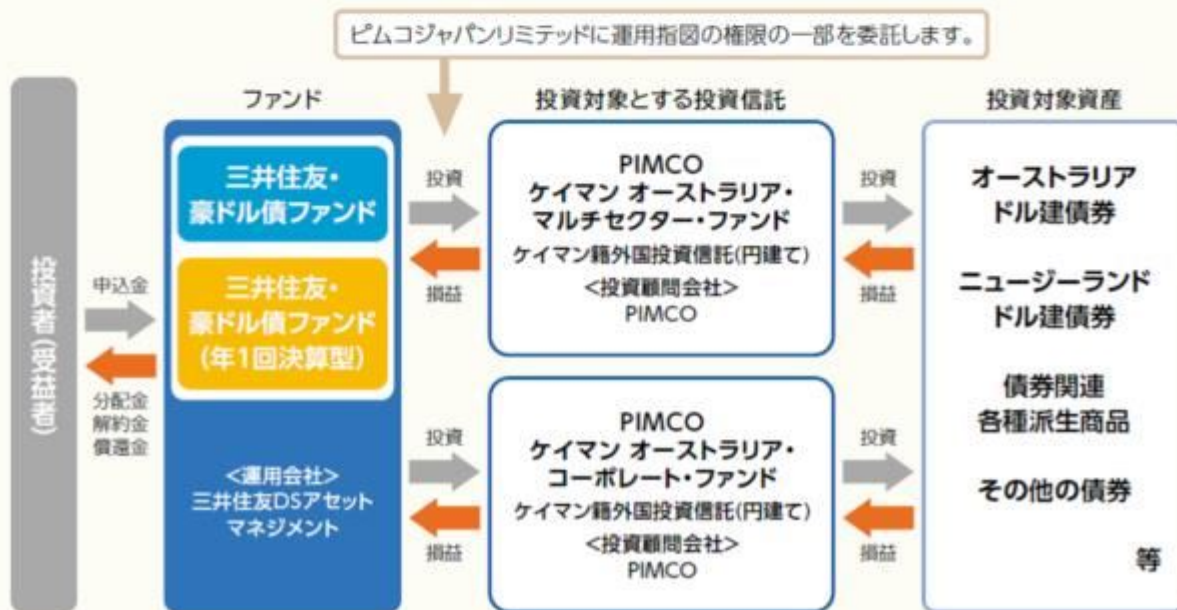 ピムコジャパンリミテッドに運用指図の権限の一部を委託します。
ファンド
投資対象とする投資信託
投資対象資産
投資者(受益者)
申込金
分配金
解約金
償還金
三井住友・
豪ドル債ファンド
三井住友・
豪ドル債ファンド
(年1回決算型)
<運用会社>
三井住友DSアセット
マネジメント
投資
損益
投資
損益
PIMCO
ケイマン オーストラリア・
マルチセクター・ファンド
ケイマン籍外国投資信託(円建て)
<投資顧問会社>
PIMCO
PIMCO
ケイマン オーストラリア・
コーポレート・ファンド
ケイマン籍外国投資信託(円建て)
<投資顧問会社>
PIMCO
投資
損益
投資
損益
オーストラリア
ドル建債券
ニュージーランド
ドル建債券
債券関連
各種派生商品
その他の債券
等